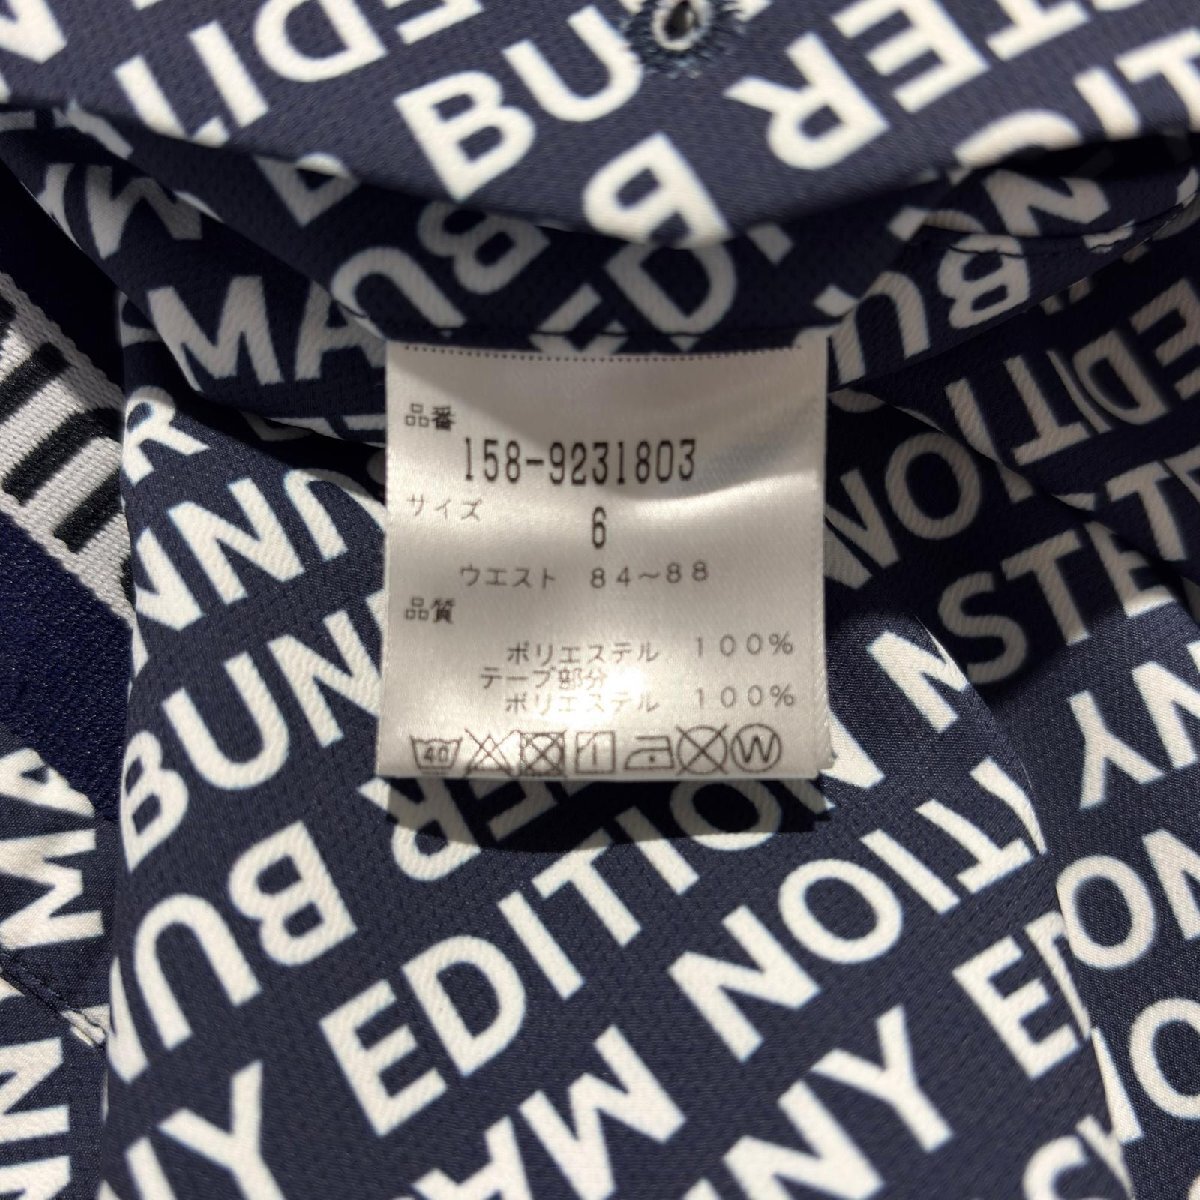 品番
158-9231803
サイズ
6
ウエスト 84～88
品質
ポリエステル 100%
テープ部分
ポリエステル 100%
40
W
BUNNY EDITION
MASTER